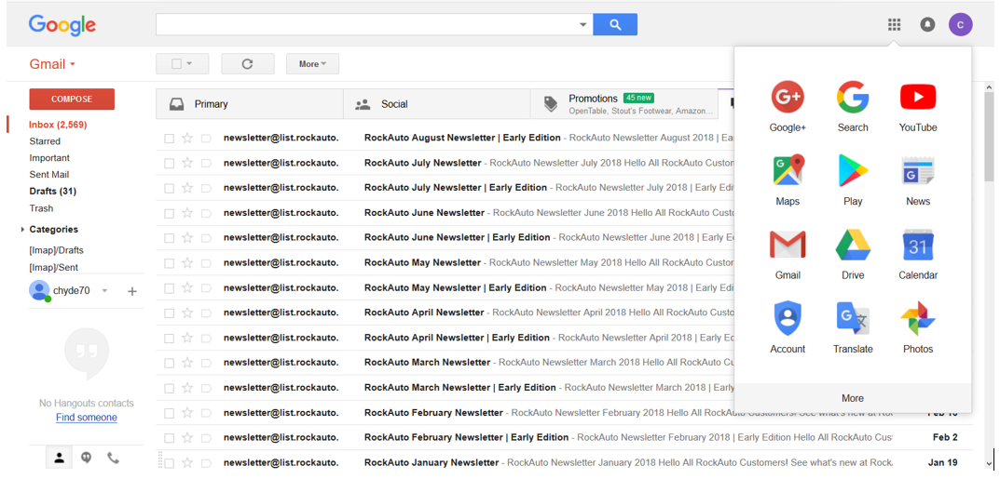 Google
C
Gmail
More
COMPOSE
Inbox (2,569)
Starred
Important
Sent Mail
Drafts (31)
Trash
Categories
[Imap]/Drafts
[Imap]/Sent
chyde70
No Hangouts contacts
Find someone
Primary
Social
Promotions 45 new
OpenTable, Stout's Footwear, Amazon...
newsletter@list.rockauto. RockAuto August Newsletter | Early Edition - RockAuto Newsletter August 2018 | Ea
newsletter@list.rockauto. RockAuto July Newsletter - RockAuto Newsletter July 2018 Hello All RockAuto Custom
newsletter@list.rockauto. RockAuto July Newsletter | Early Edition - RockAuto Newsletter July 2018 | Early Edi
newsletter@list.rockauto. RockAuto June Newsletter - RockAuto Newsletter June 2018 Hello All RockAuto Custo
newsletter@list.rockauto. RockAuto June Newsletter | Early Edition - RockAuto Newsletter June 2018 | Early E
newsletter@list.rockauto. RockAuto May Newsletter - RockAuto Newsletter May 2018 Hello All RockAuto Custom
newsletter@list.rockauto. RockAuto May Newsletter | Early Edition - RockAuto Newsletter May 2018 | Early Edi
newsletter@list.rockauto. RockAuto April Newsletter - RockAuto Newsletter April 2018 Hello All RockAuto Custo
newsletter@list.rockauto. RockAuto April Newsletter | Early Edition - RockAuto Newsletter April 2018 | Early Ed
newsletter@list.rockauto. RockAuto March Newsletter - RockAuto Newsletter March 2018 Hello All RockAuto Cu
newsletter@list.rockauto. RockAuto March Newsletter | Early Edition - RockAuto Newsletter March 2018 | Early
newsletter@list.rockauto. RockAuto February Newsletter - RockAuto Newsletter February 2018 Hello All RockAuto Customers! See what's new at Ro
newsletter@list.rockauto. RockAuto February Newsletter | Early Edition - RockAuto Newsletter February 2018 | Early Edition Hello All RockAuto Cus Feb 2
newsletter@list.rockauto. RockAuto January Newsletter - RockAuto Newsletter January 2018 Hello All RockAuto Customers! See what's new at Rock. Jan 19
G+
G
Google+
Search
YouTube
G
G
Maps
Play
News
31
Gmail
Drive
Calendar
G 文
Account
Translate
Photos
More